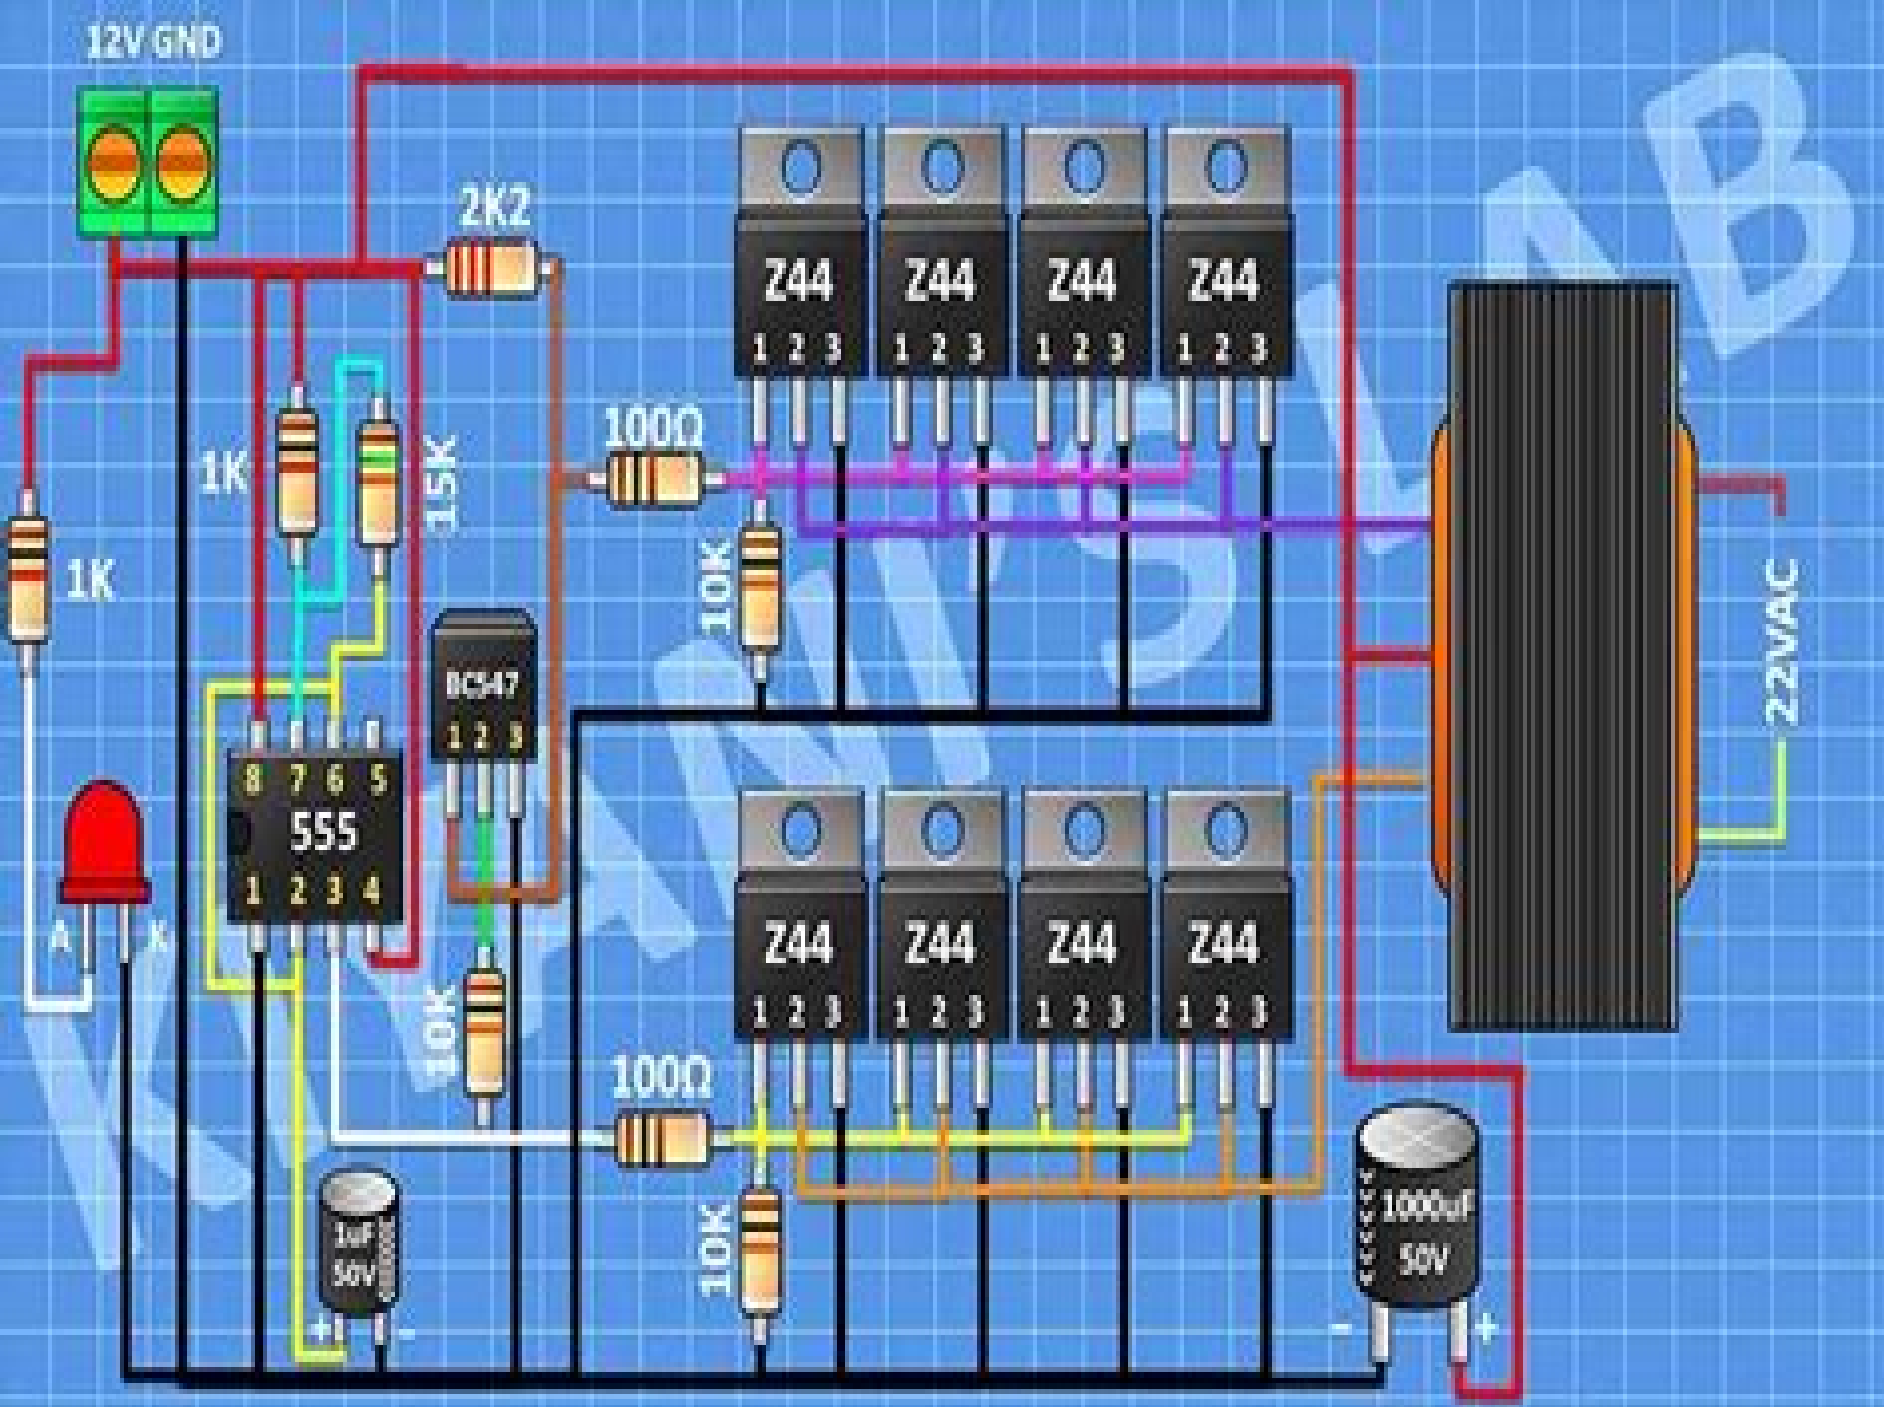 12V GND
2K2
Z44 Z44 Z44 Z44
1 2 3 1 2 3 1 2 3 1 2 3
100Ω
1K
15K
1K
10K
BC547
1 2 3
8 7 6 5
555
1 2 3 4
A K
10K
Z44 Z44 Z44 Z44
1 2 3 1 2 3 1 2 3 1 2 3
100Ω
10K
22VAC
1uF
50V
+ -
1000uF
50V
- +
KIYANI'S LAB